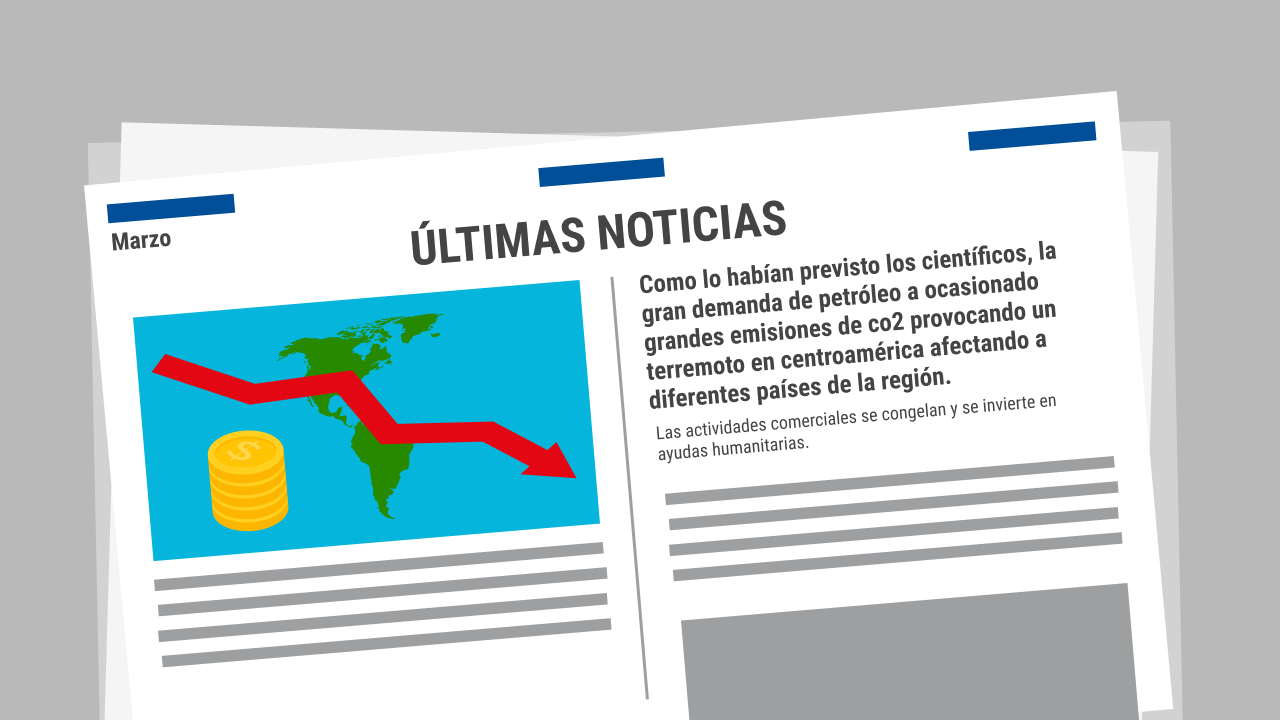 Marzo
ÚLTIMAS NOTICIAS
Como lo habían previsto los científicos, la
gran demanda de petróleo a ocasionado
grandes emisiones de co2 provocando un
terremoto en centroamérica afectando a
diferentes países de la región.
Las actividades comerciales se congelan y se invierte en
ayudas humanitarias.
$